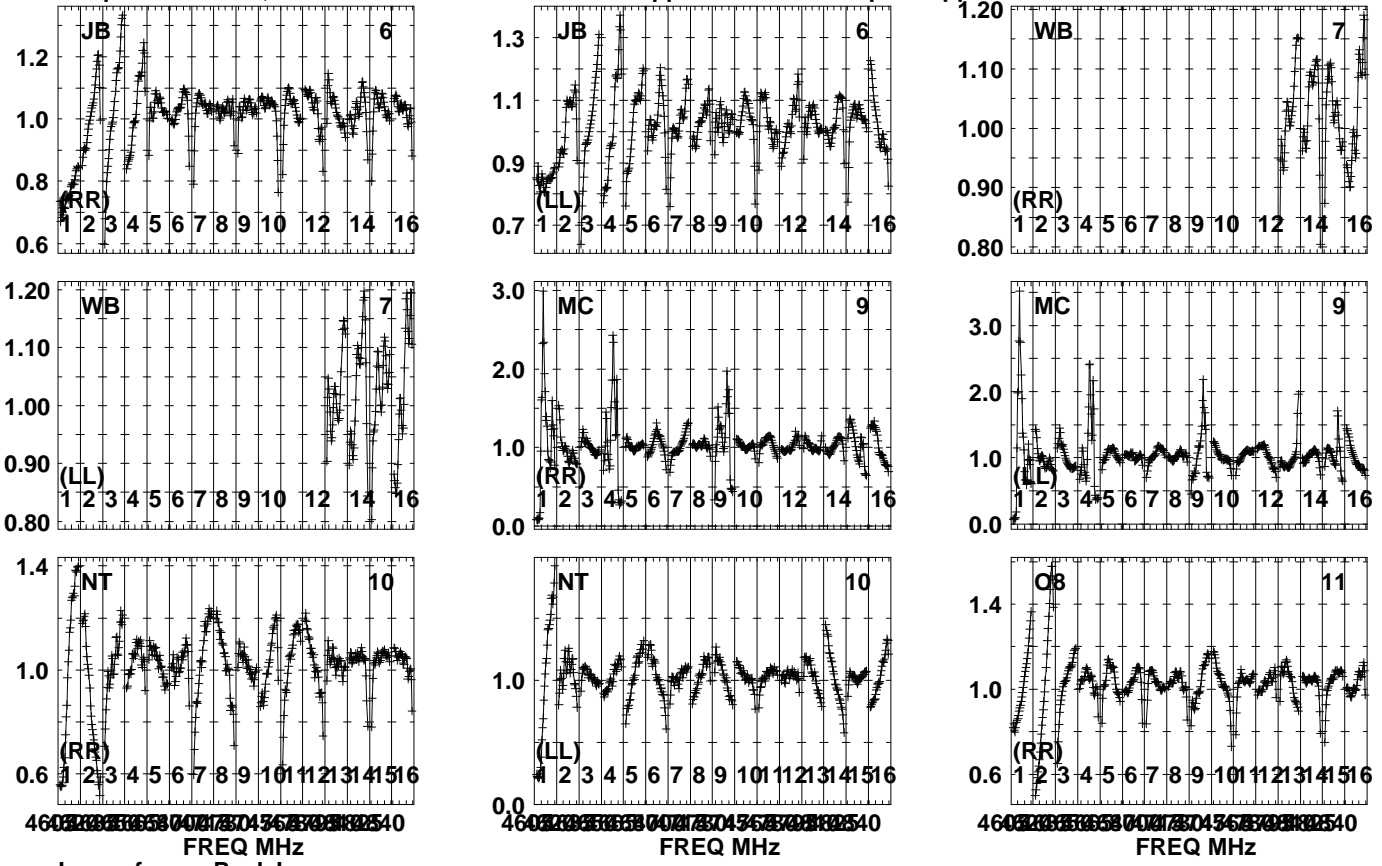 JB 6
1.2
1.0
0.8
0.6
(RR)
1 2 3 4 5 6 7 8 9 10 12 14 16
JB 6
1.3
1.1
0.9
0.7
(LL)
1 2 3 4 5 6 7 8 9 10 12 14 16
WB 7
1.20
1.10
1.00
0.90
0.80
(RR)
1 2 3 4 5 6 7 8 9 10 12 14 16
WB 7
1.20
1.10
1.00
0.90
0.80
(LL)
1 2 3 4 5 6 7 8 9 10 12 14 16
MC 9
3.0
2.0
1.0
0.0
(RR)
1 2 3 4 5 6 7 8 9 10 12 14 16
MC 9
3.0
2.0
1.0
0.0
(LL)
1 2 3 4 5 6 7 8 9 10 12 14 16
NT 10
1.4
1.0
0.6
(RR)
1 2 3 4 5 6 7 8 9 10 11 12 13 14 15 16
FREQ MHz
NT 10
1.0
0.0
(LL)
1 2 3 4 5 6 7 8 9 10 11 12 13 14 15 16
FREQ MHz
O8 11
1.4
1.0
0.6
(RR)
1 2 3 4 5 6 7 8 9 10 11 12 13 14 15 16
FREQ MHz